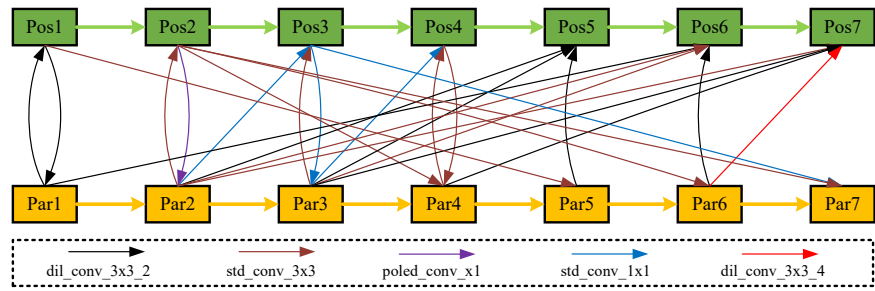 Pos1 Pos2 Pos3 Pos4 Pos5 Pos6 Pos7
Par1 Par2 Par3 Par4 Par5 Par6 Par7
dil_conv_3x3_2 std_conv_3x3 poled_conv_x1 std_conv_1x1 dil_conv_3x3_4